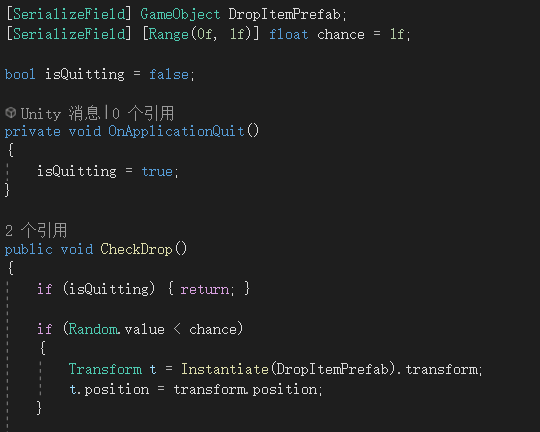 [SerializeField] GameObject DropItemPrefab;
[SerializeField] [Range(0f, 1f)] float chance = 1f;
bool isQuitting = false;
Unity 消息|0 个引用
private void OnApplicationQuit()
{
isQuitting = true;
}
2 个引用
public void CheckDrop()
{
if (isQuitting) { return; }
if (Random.value < chance)
{
Transform t = Instantiate(DropItemPrefab).transform;
t.position = transform.position;
}